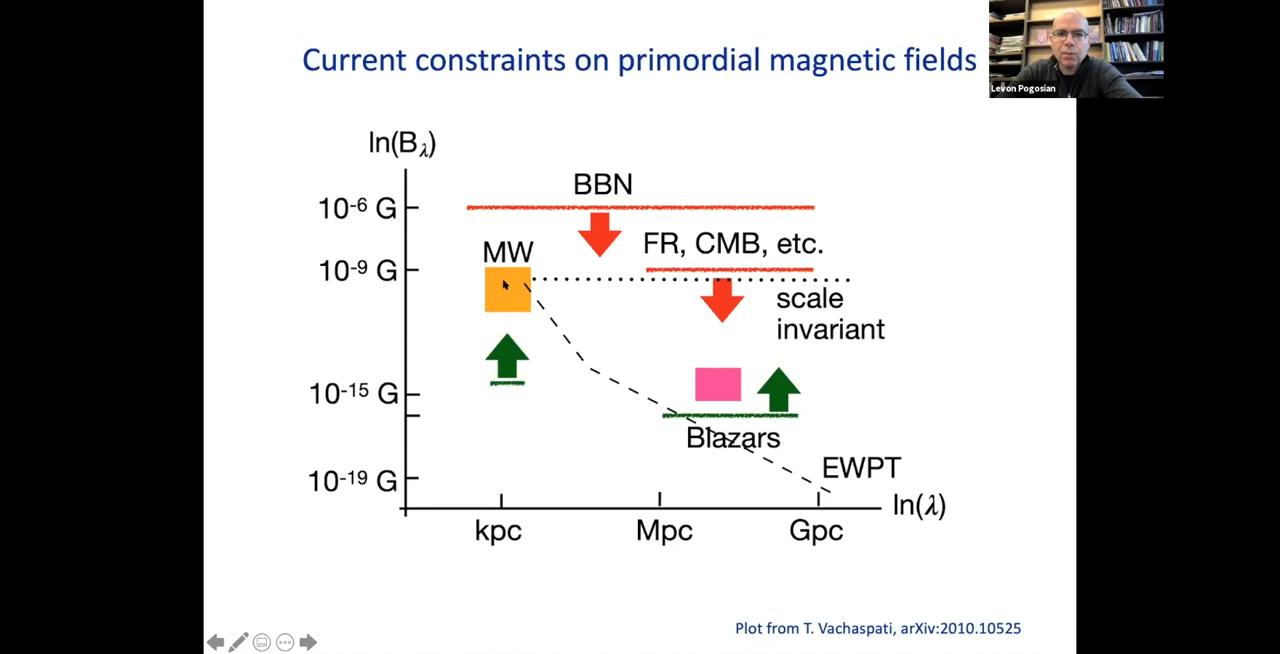 Current constraints on primordial magnetic fields
Levon Pogosian
ln(Bλ)
BBN
10-6 G
FR, CMB, etc.
MW
10-9 G
scale
invariant
10-15 G
Blazars
EWPT
10-19 G
ln(λ)
kpc Mpc Gpc
Plot from T. Vachaspati, arXiv:2010.10525